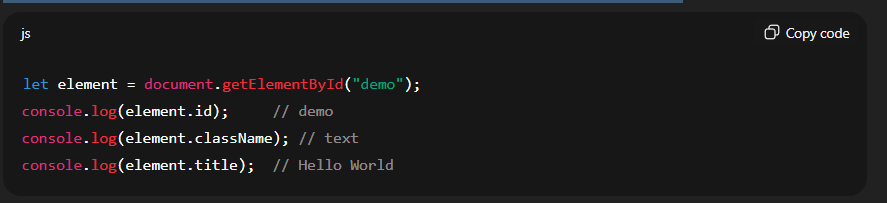 js
Copy code
let element = document.getElementById("demo");
console.log(element.id);     // demo
console.log(element.className); // text
console.log(element.title);  // Hello World